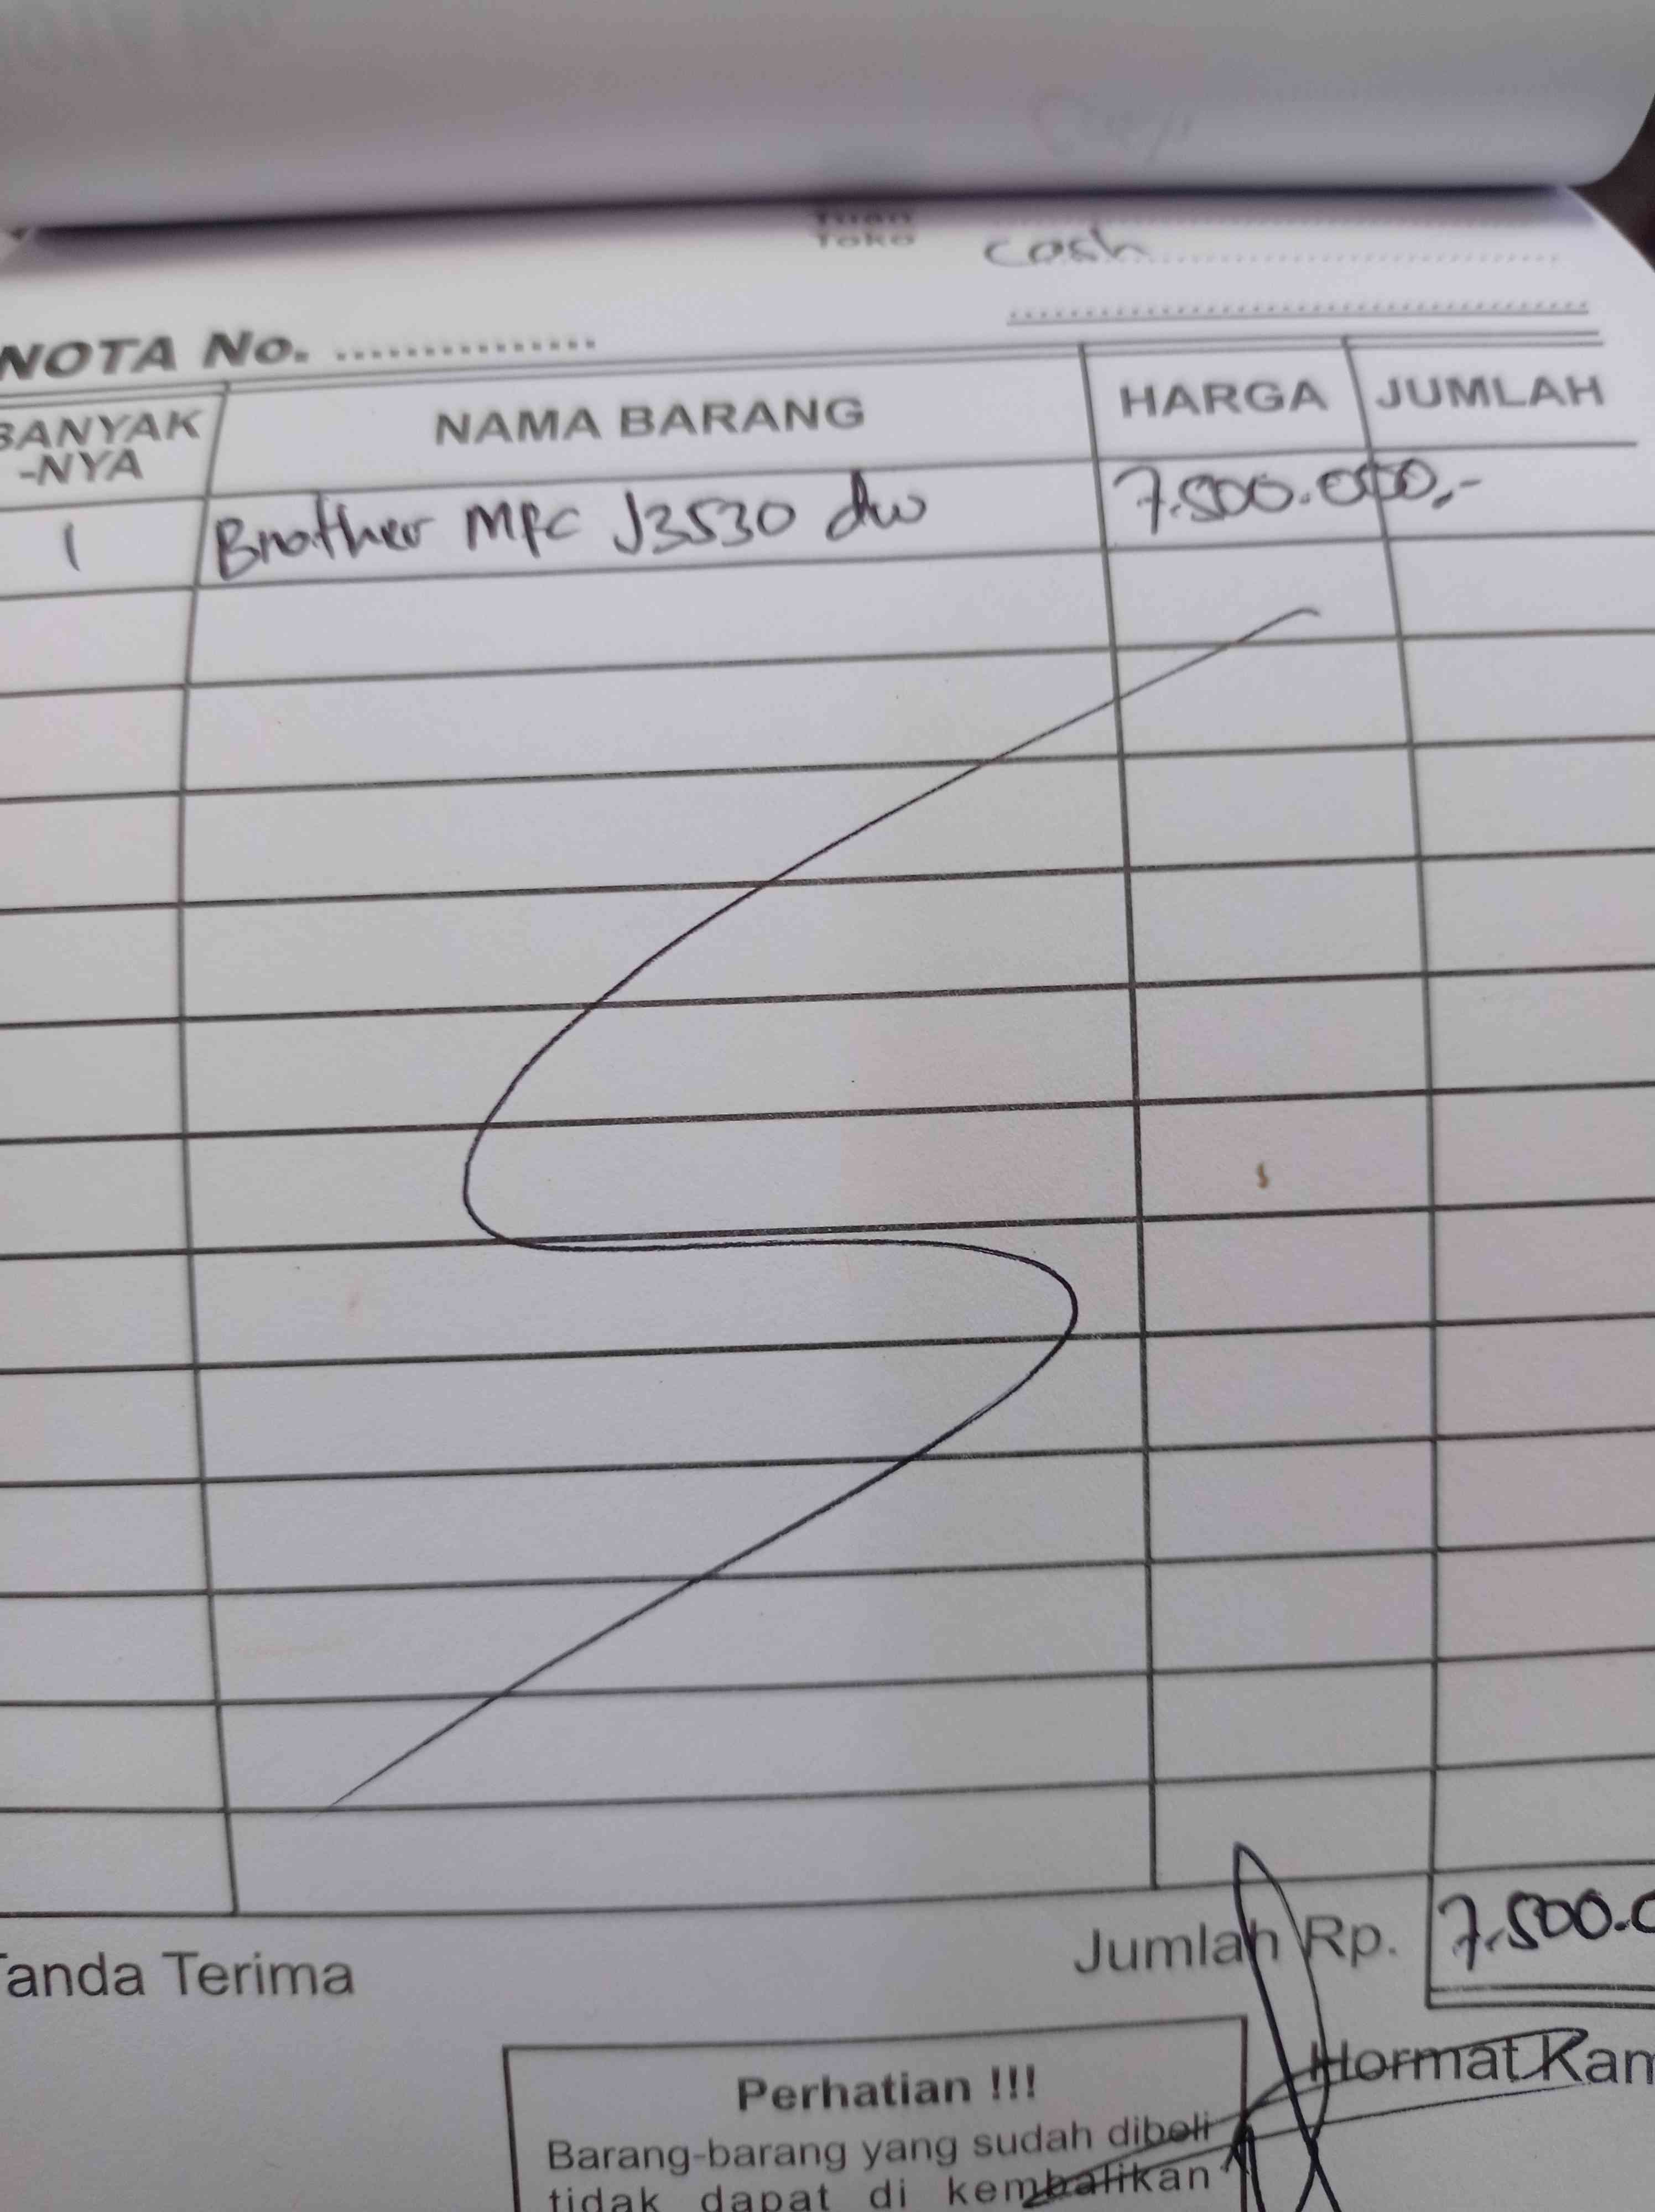 Tuan
Toko cash
NOTA No. ...............
BANYAK
-NYA
NAMA BARANG
HARGA
JUMLAH
1 Brother MFC J3530 dw 7.500.000,-
Tanda Terima
Jumlah Rp. 7.500.0
Hormat Kam
Perhatian !!!
Barang-barang yang sudah dibeli
tidak dapat di kembalikan